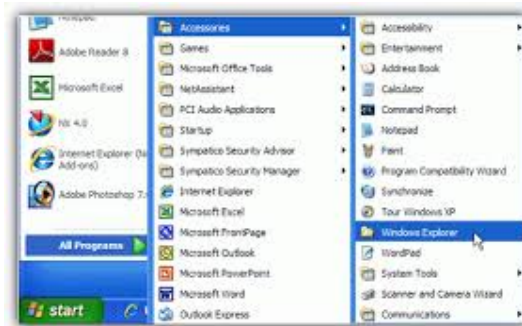 Notepad
Adobe Reader 8
Microsoft Excel
Internet Explorer (No
Add-ons)
Adobe Photoshop 7.
All Programs
start
Accessories
Games
Microsoft Office Tools
NetAssistant
PCI Audio Applications
Startup
Sympatico Security Advisor
Sympatico Security Manager
Internet Explorer
Microsoft Excel
Microsoft FrontPage
Microsoft Outlook
Microsoft PowerPoint
Microsoft Word
Outlook Express
Accessibility
Entertainment
Address Book
Calculator
Command Prompt
Notepad
Paint
Program Compatibility Wizard
Synchronize
Tour Windows XP
Windows Explorer
WordPad
System Tools
Scanner and Camera Wizard
Communications